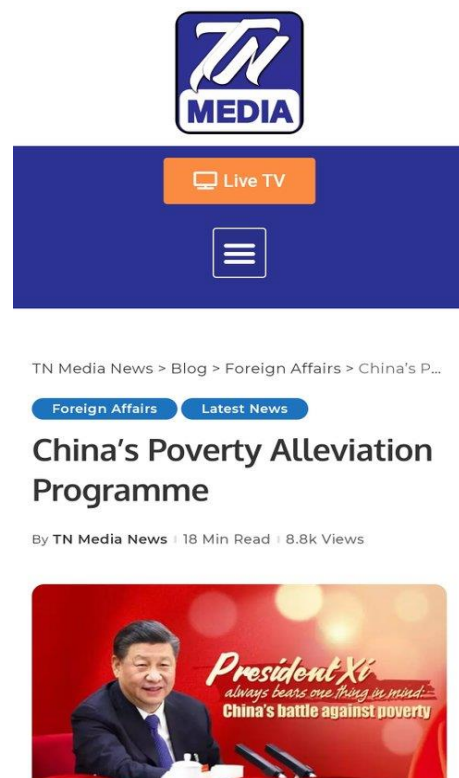 TN
MEDIA
Live TV
TN Media News > Blog > Foreign Affairs > China’s P...
Foreign Affairs Latest News
China’s Poverty Alleviation
Programme
By TN Media News 18 Min Read 8.8k Views
President Xi
always bears one thing in mind:
China's battle against poverty